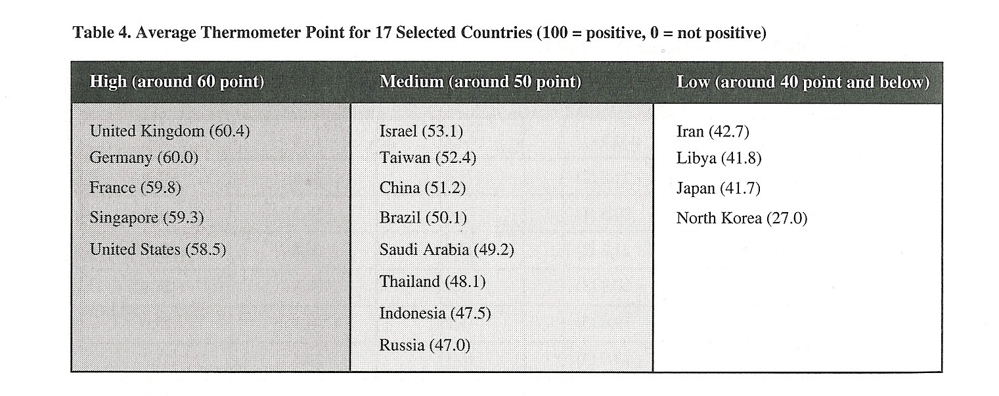 Table 4. Average Thermometer Point for 17 Selected Countries (100 = positive, 0 = not positive)
High (around 60 point)
Medium (around 50 point)
Low (around 40 point and below)
United Kingdom (60.4)
Israel (53.1)
Iran (42.7)
Germany (60.0)
Taiwan (52.4)
Libya (41.8)
France (59.8)
China (51.2)
Japan (41.7)
Singapore (59.3)
Brazil (50.1)
North Korea (27.0)
United States (58.5)
Saudi Arabia (49.2)
Thailand (48.1)
Indonesia (47.5)
Russia (47.0)